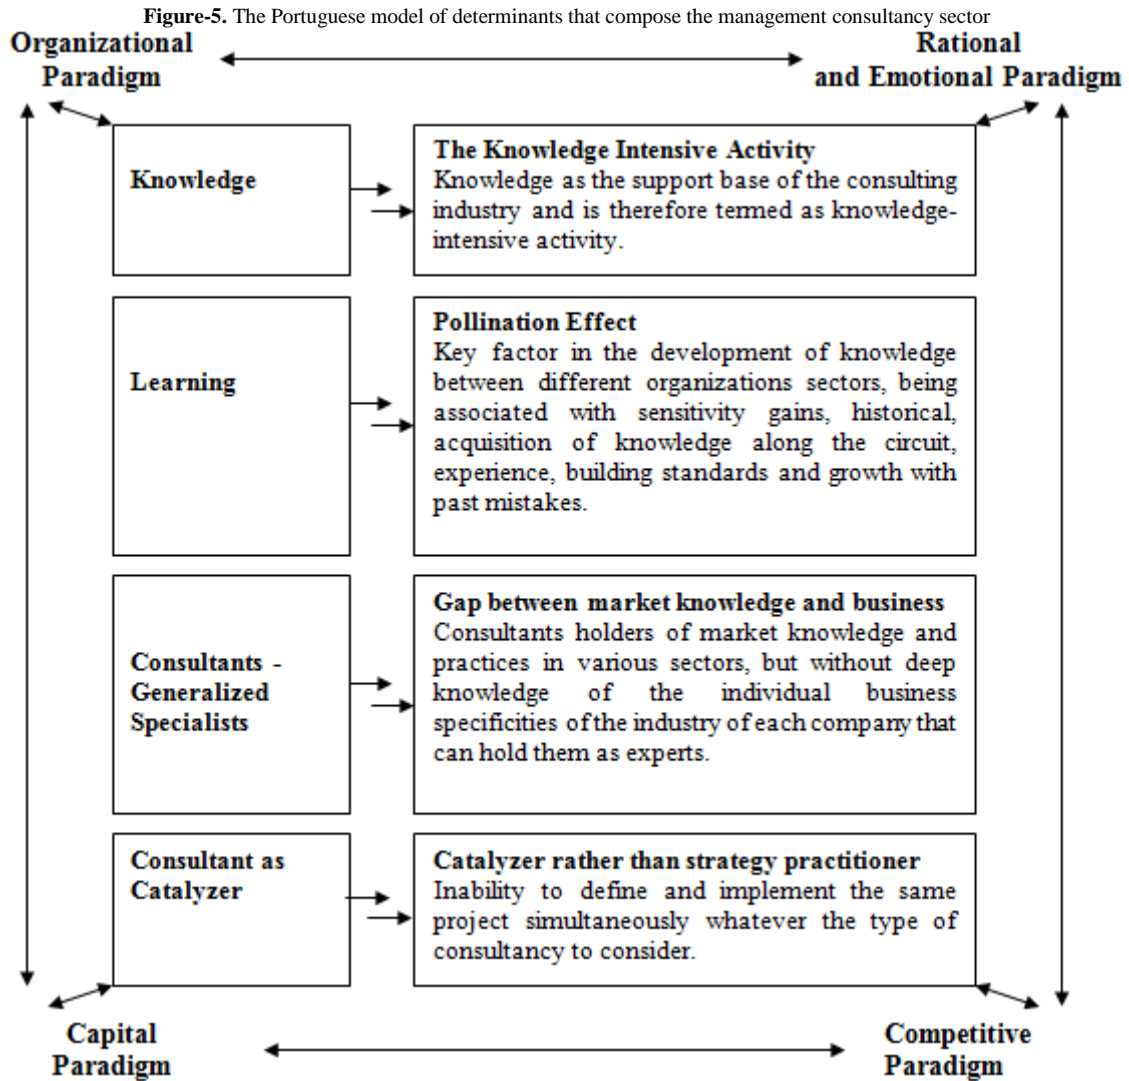 Figure-5. The Portuguese model of determinants that compose the management consultancy sector
Organizational
Paradigm
Rational
and Emotional Paradigm
Knowledge
The Knowledge Intensive Activity
Knowledge as the support base of the consulting
industry and is therefore termed as knowledge-
intensive activity.
Learning
Pollination Effect
Key factor in the development of knowledge
between different organizations sectors, being
associated with sensitivity gains, historical,
acquisition of knowledge along the circuit,
experience, building standards and growth with
past mistakes.
Consultants -
Generalized
Specialists
Gap between market knowledge and business
Consultants holders of market knowledge and
practices in various sectors, but without deep
knowledge of the individual business
specificities of the industry of each company that
can hold them as experts.
Consultant as
Catalyzer
Catalyzer rather than strategy practitioner
Inability to define and implement the same
project simultaneously whatever the type of
consultancy to consider.
Capital
Paradigm
Competitive
Paradigm